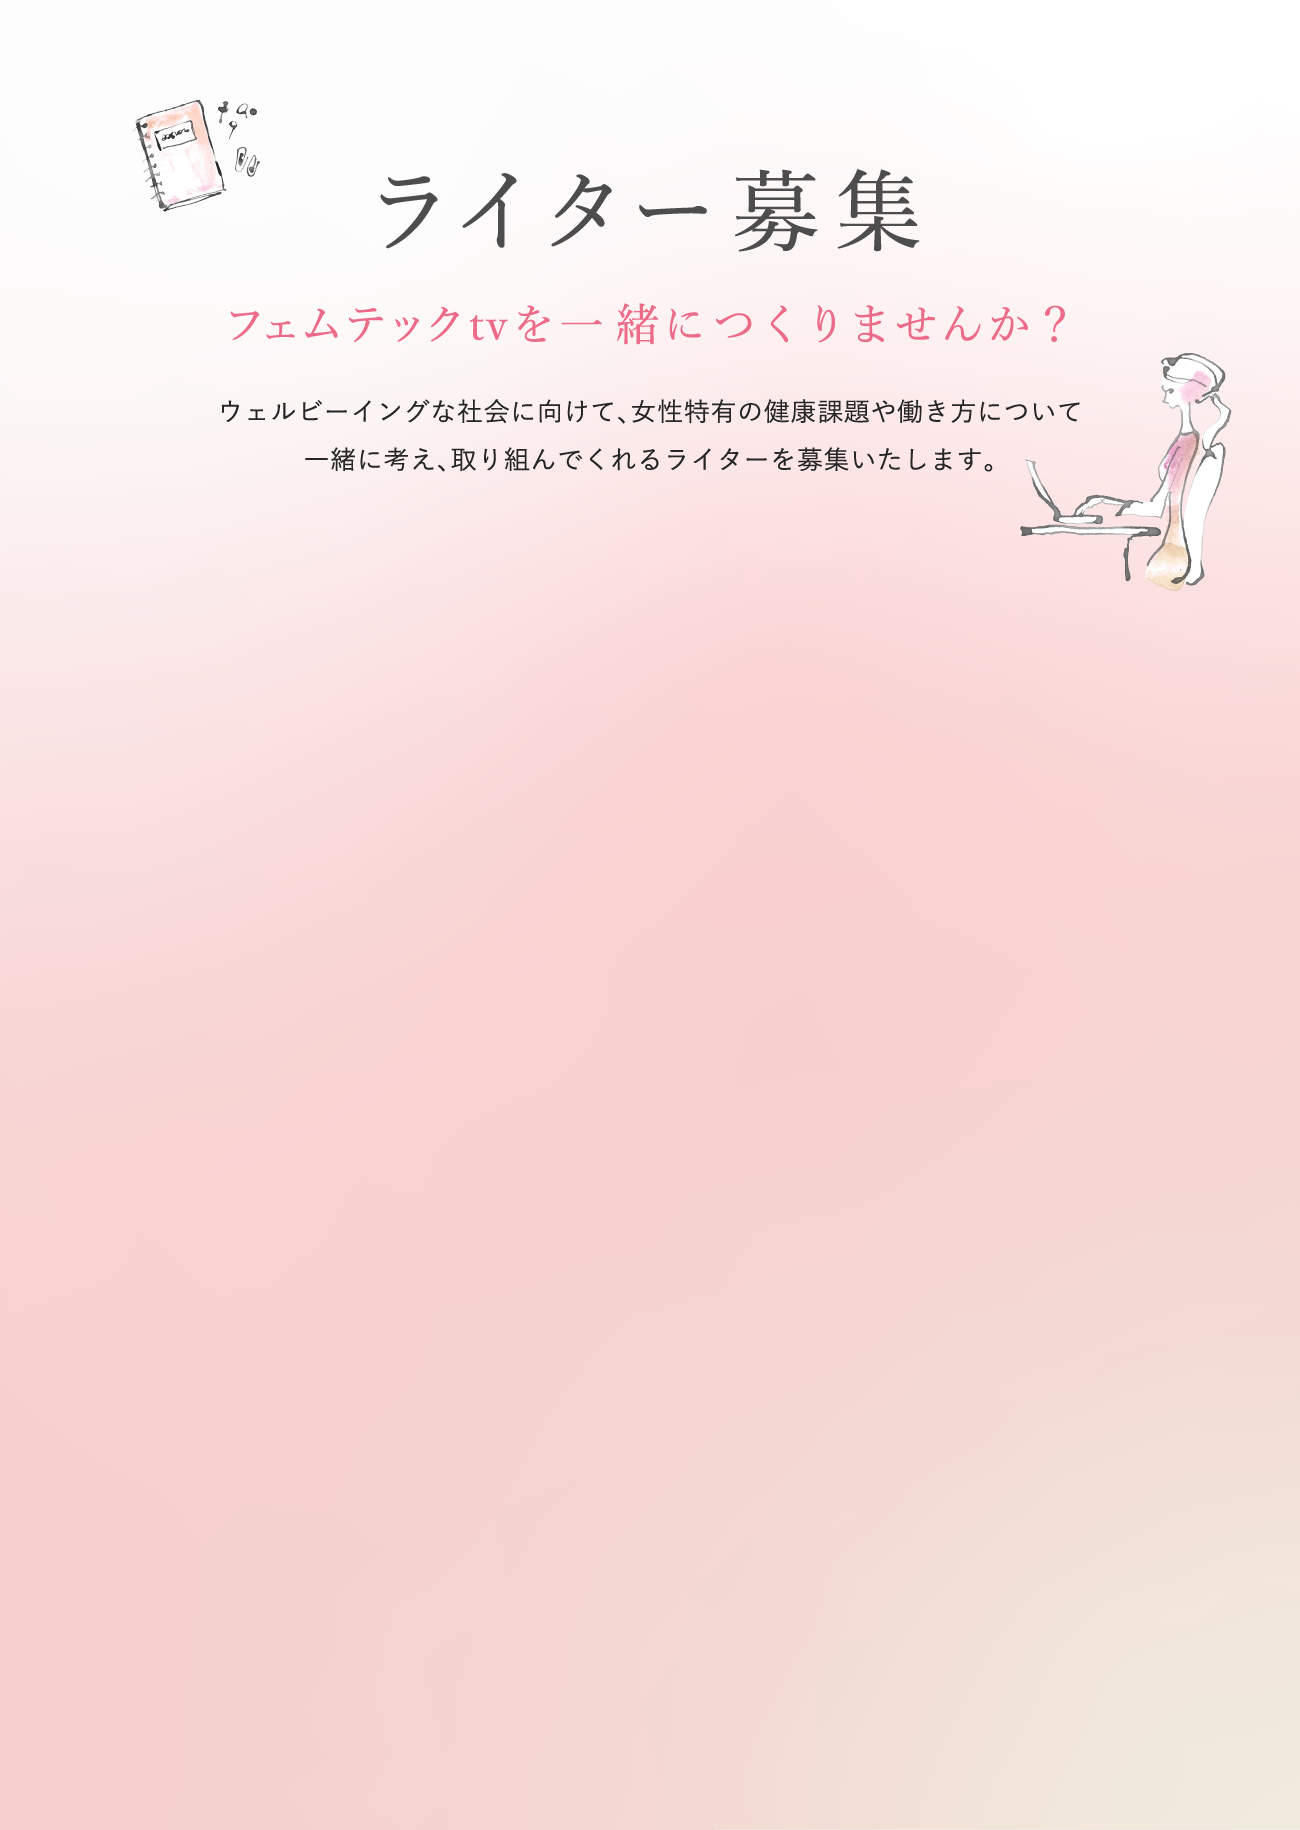 ライター募集
フェムテックtvを一緒につくりませんか？
ウェルビーイングな社会に向けて、女性特有の健康課題や働き方について
一緒に考え、取り組んでくれるライターを募集いたします。